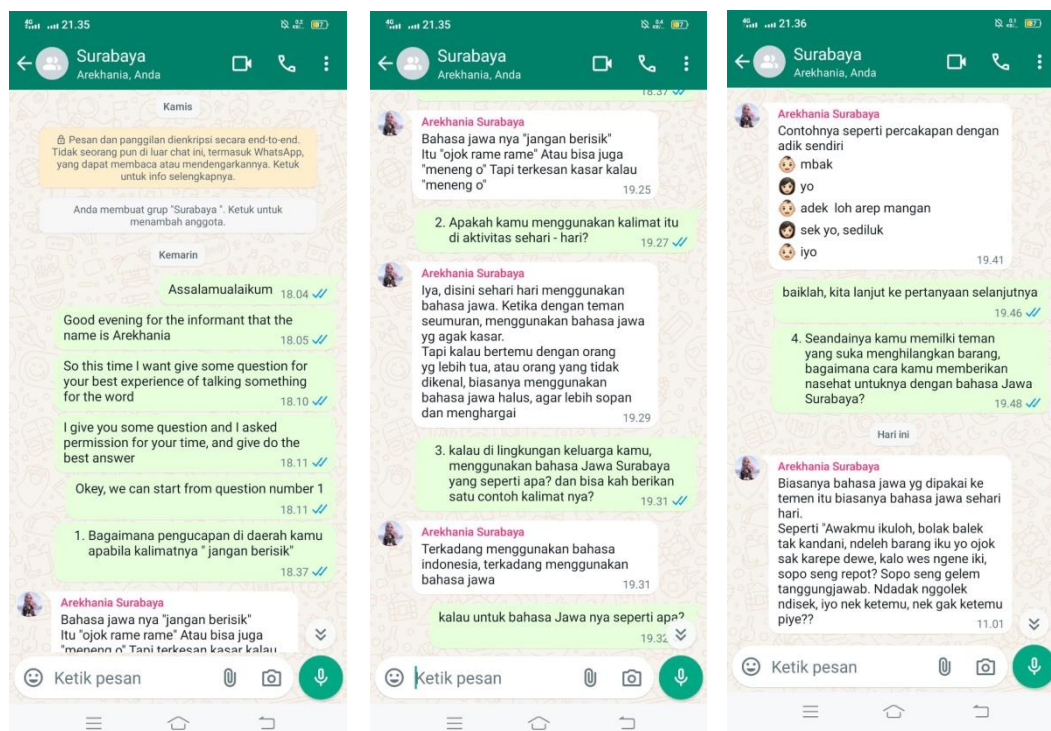 21.35
Surabaya
Arekhania, Anda
Kamis
Pesan dan panggilan dienkripsi secara end-to-end.
Tidak seorang pun di luar chat ini, termasuk WhatsApp,
yang dapat membaca atau mendengarkannya. Ketuk
untuk info selengkapnya.
Anda membuat grup "Surabaya ". Ketuk untuk
menambah anggota.
Kemarin
Assalamualaikum 18.04
Good evening for the informant that the
name is Arekhania 18.05
So this time I want give some question for
your best experience of talking something
for the word 18.10
I give you some question and I asked
permission for your time, and give do the
best answer 18.11
Okey, we can start from question number 1
18.11
1. Bagaimana pengucapan di daerah kamu
apabila kalimatnya " jangan berisik"
18.37
Arekhania Surabaya
Bahasa jawa nya "jangan berisik"
Itu "ojok rame rame" Atau bisa juga
"meneng o" Tapi terkesan kasar kalau
Ketik pesan
21.35
Surabaya
Arekhania, Anda
18.37
Arekhania Surabaya
Bahasa jawa nya "jangan berisik"
Itu "ojok rame rame" Atau bisa juga
"meneng o" Tapi terkesan kasar kalau
"meneng o" 19.25
2. Apakah kamu menggunakan kalimat itu
di aktivitas sehari - hari? 19.27
Arekhania Surabaya
Iya, disini sehari hari menggunakan
bahasa jawa. Ketika dengan teman
seumuran, menggunakan bahasa jawa
yg agak kasar.
Tapi kalau bertemu dengan orang
yg lebih tua, atau orang yang tidak
dikenal, biasanya menggunakan
bahasa jawa halus, agar lebih sopan
dan menghargai 19.29
3. kalau di lingkungan keluarga kamu,
menggunakan bahasa Jawa Surabaya
yang seperti apa? dan bisa kah berikan
satu contoh kalimat nya? 19.31
Arekhania Surabaya
Terkadang menggunakan bahasa
indonesia, terkadang menggunakan
bahasa jawa 19.31
kalau untuk bahasa Jawa nya seperti apa?
19.32
Ketik pesan
21.36
Surabaya
Arekhania, Anda
Arekhania Surabaya
Contohnya seperti percakapan dengan
adik sendiri
mbak
yo
adek loh arep mangan
sek yo, sediluk
iyo
19.41
baiklah, kita lanjut ke pertanyaan selanjutnya
19.46
4. Seandainya kamu memilki teman
yang suka menghilangkan barang,
bagaimana cara kamu memberikan
nasehat untuknya dengan bahasa Jawa
Surabaya?
19.48
Hari ini
Arekhania Surabaya
Biasanya bahasa jawa yg dipakai ke
temen itu biasanya bahasa jawa sehari
hari.
Seperti "Awakmu ikuloh, bolak balek
tak kandani, ndeleh barang iku yo ojok
sak karepe dewe, kalo wes ngene iki,
sopo seng repot? Sopo seng gelem
tanggungjawab. Ndadak nggolek
ndisek, iyo nek ketemu, nek gak ketemu
piye?? 11.01
Ketik pesan